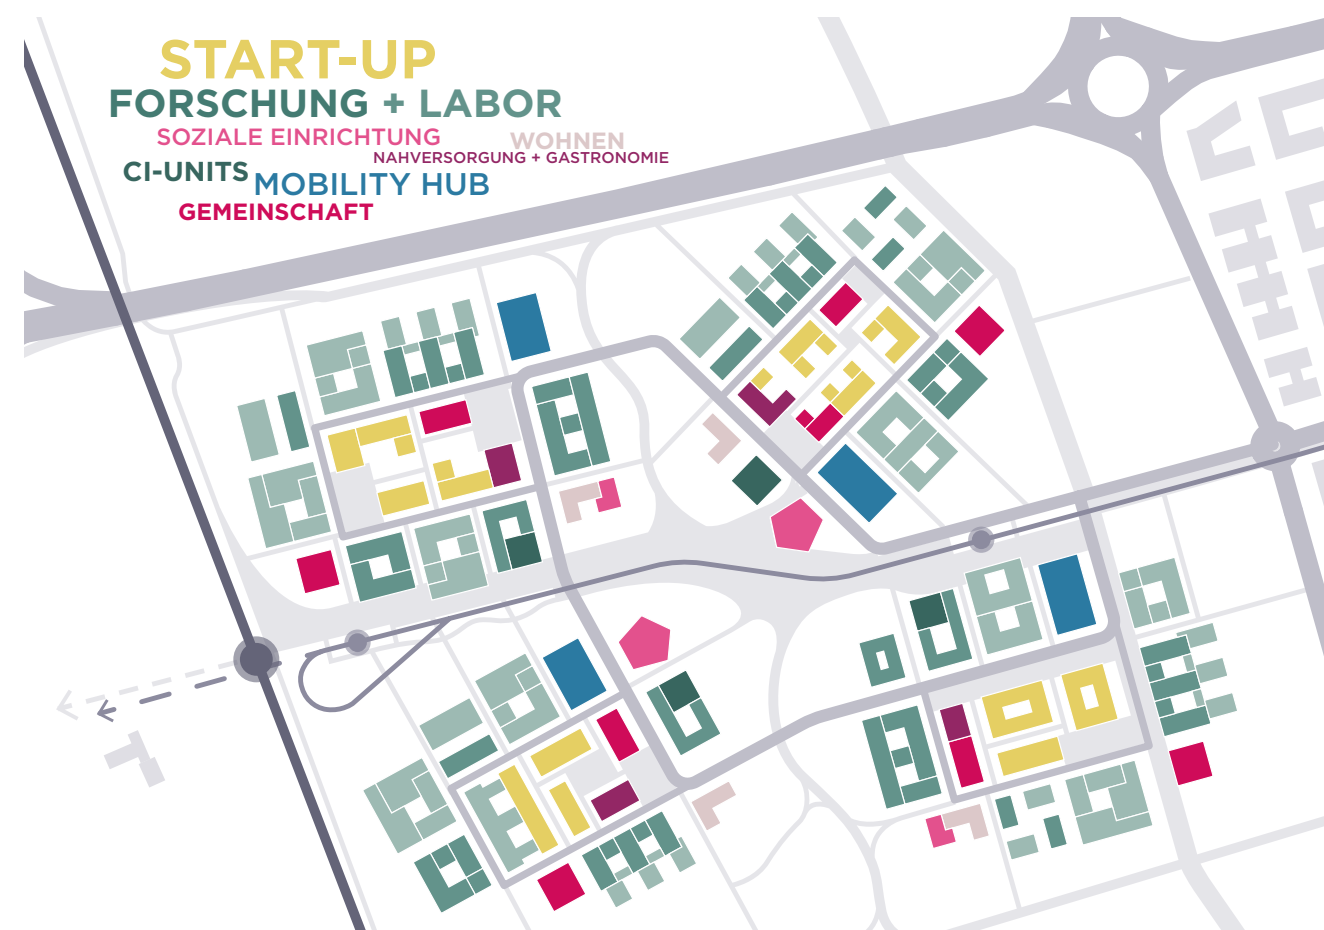 START-UP
FORSCHUNG + LABOR
SOZIALE EINRICHTUNG
WOHNEN
NAHVERSORGUNG + GASTRONOMIE
CI-UNITS
MOBILITY HUB
GEMEINSCHAFT